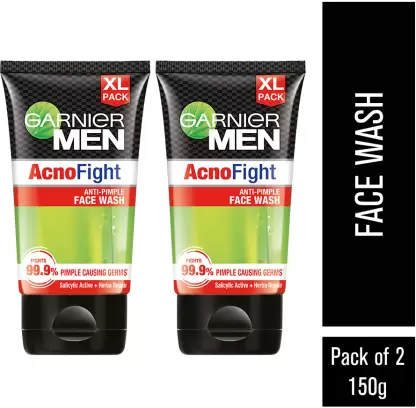 XL
PACK
GARNIER
MEN
AcnoFight
ANTI-PIMPLE
FACE WASH
FIGHTS
99.9% PIMPLE CAUSING GERMS*
Salicylic Active + Herba Repair
XL
PACK
GARNIER
MEN
AcnoFight
ANTI-PIMPLE
FACE WASH
FIGHTS
99.9% PIMPLE CAUSING GERMS*
Salicylic Active + Herba Repair
FACE WASH
Pack of 2
150g